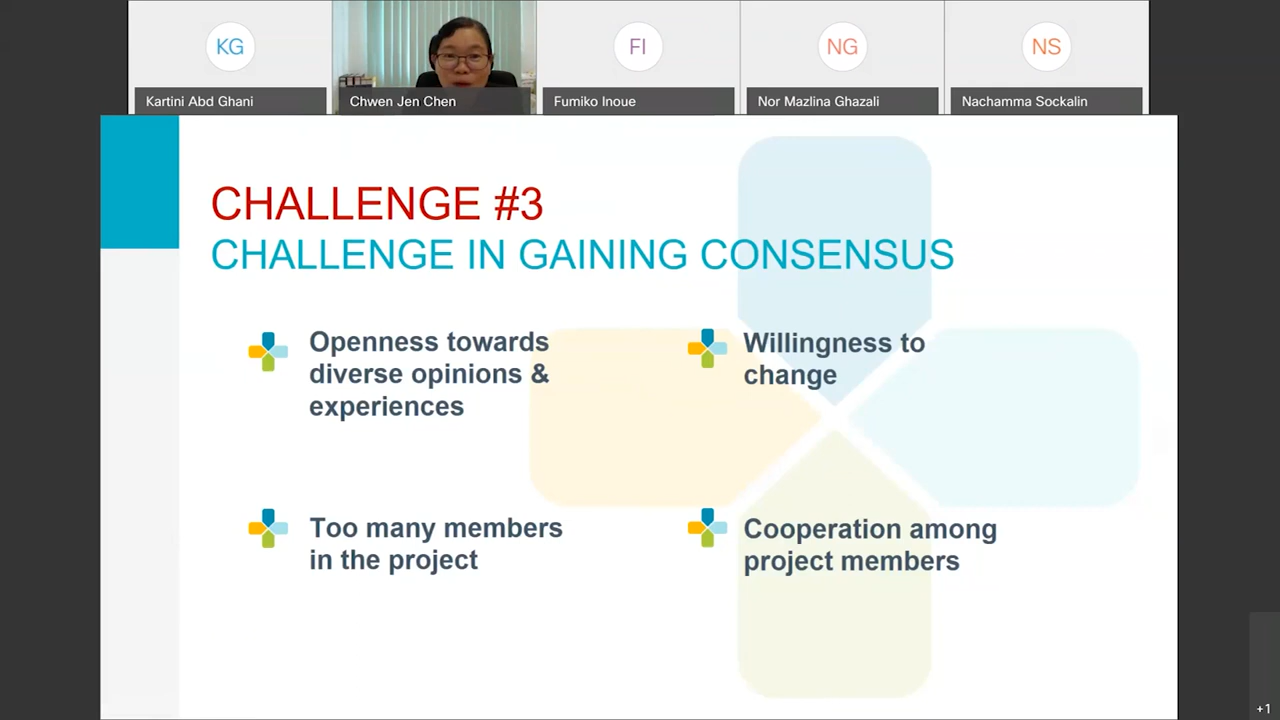 KG
FI
NG
NS
Kartini Abd Ghani
Chwen Jen Chen
Fumiko Inoue
Nor Mazlina Ghazali
Nachamma Sockalin
CHALLENGE #3
CHALLENGE IN GAINING CONSENSUS
Openness towards
diverse opinions &
experiences
Willingness to
change
Too many members
in the project
Cooperation among
project members
+1